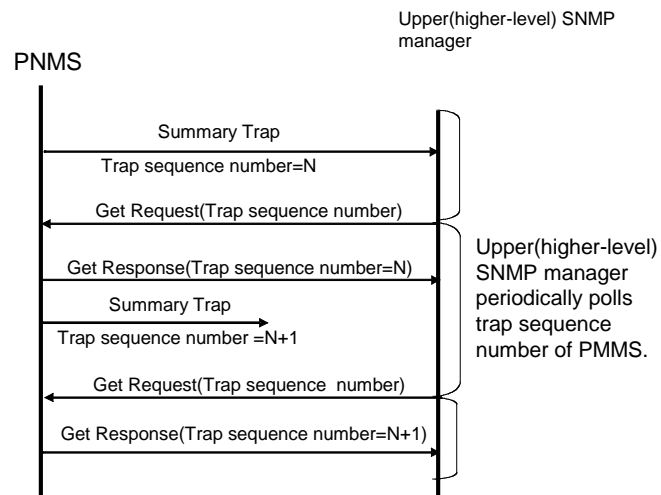 Upper(higher-level) SNMP
manager
PNMS
Summary Trap
Trap sequence number=N
Get Request(Trap sequence number)
Get Response(Trap sequence number=N)
Summary Trap
Trap sequence number =N+1
Get Request(Trap sequence number)
Get Response(Trap sequence number=N+1)
Upper(higher-level)
SNMP manager
periodically polls
trap sequence
number of PMMS.